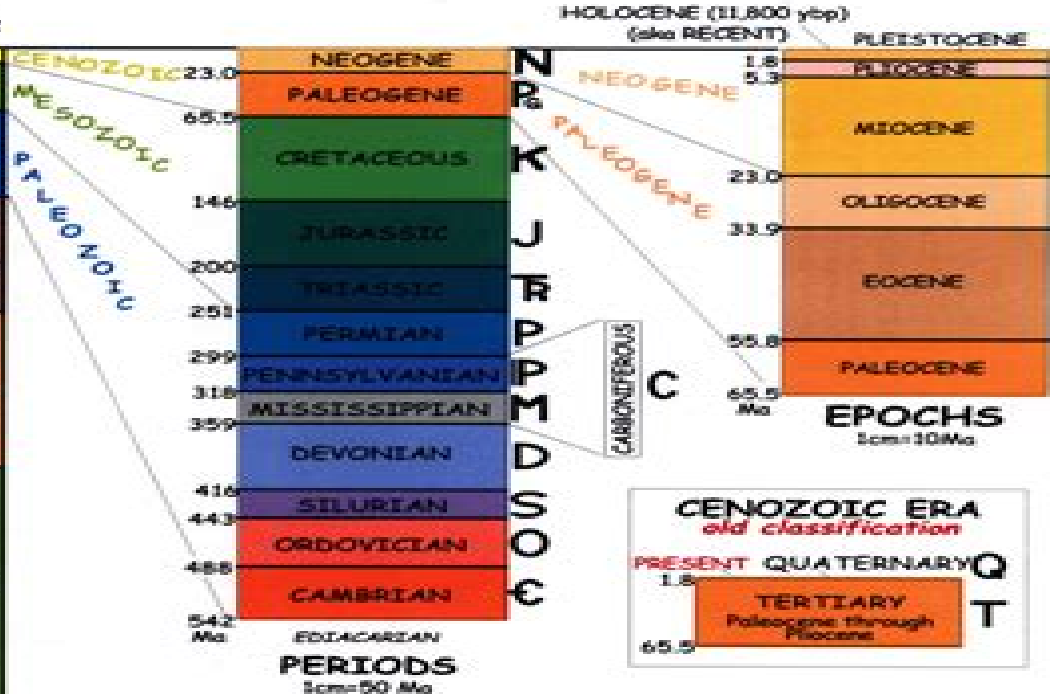 HOLOCENE (11,800 ybp)
(aka RECENT)
PLEISTOCENE
CENOZOIC
MESOZOIC
PALEOZOIC
NEOGENE N
23.0
PALEOGENE
65.5
CRETACEOUS K
146
JURASSIC J
200
TRIASSIC
251
PERMIAN P
299
PENNSYLVANIAN P
318
MISSISSIPPIAN M
359
DEVONIAN D
416
SILURIAN S
443
ORDOVICIAN O
488
CAMBRIAN Ꞓ
542
Ma
EDIACARIAN
PERIODS
1cm=50 Ma
CARBONIFEROUS
C
NEOGENE
PALEOGENE
1.8
PLIOCENE
5.3
MIOCENE
23.0
OLIGOCENE
33.9
EOCENE
55.8
PALEOCENE
65.5
Ma
EPOCHS
1cm=10Ma
CENOZOIC ERA
old classification
PRESENT QUATERNARY Q
1.8
TERTIARY T
Paleocene through
Pliocene
65.5